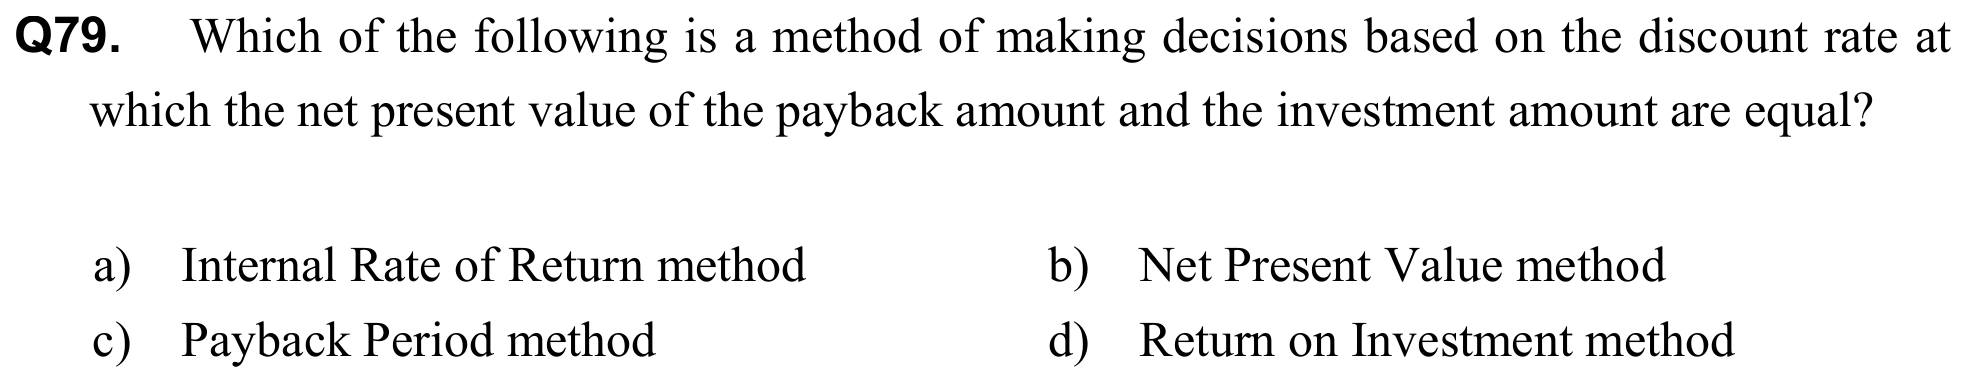 Q79. Which of the following is a method of making decisions based on the discount rate at
which the net present value of the payback amount and the investment amount are equal?
a) Internal Rate of Return method b) Net Present Value method
c) Payback Period method d) Return on Investment method